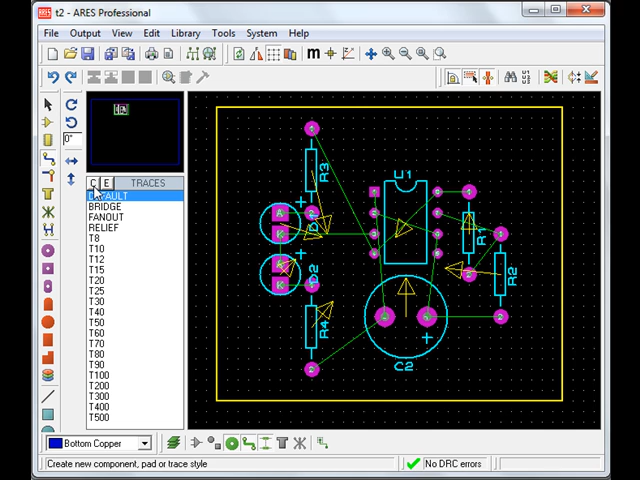 ARES
t2 - ARES Professional
File Output View Edit Library Tools System Help
m
0°
C E TRACES
DEFAULT
BRIDGE
FANOUT
RELIEF
T8
T10
T12
T15
T20
T25
T30
T40
T50
T60
T70
T80
T90
T100
T200
T300
T400
T500
U1
R3
A
K
D1
R1
A
K
D2
R2
R4
C2
Bottom Copper
Create new component, pad or trace style
No DRC errors